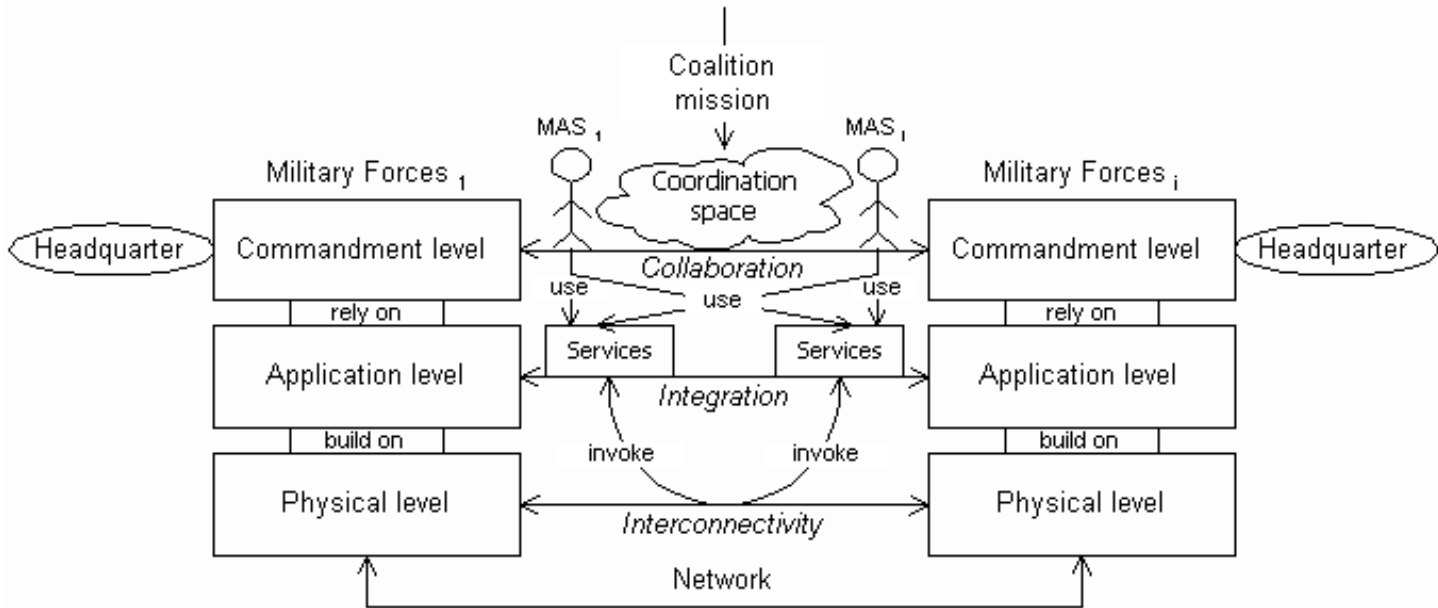 Coalition
mission
MAS 1
MAS i
Military Forces 1
Coordination
space
Military Forces i
Headquarter
Commandment level
Commandment level
Headquarter
Collaboration
use
use
use
rely on
rely on
Services
Services
Application level
Application level
Integration
build on
invoke
invoke
build on
Physical level
Physical level
Interconnectivity
Network